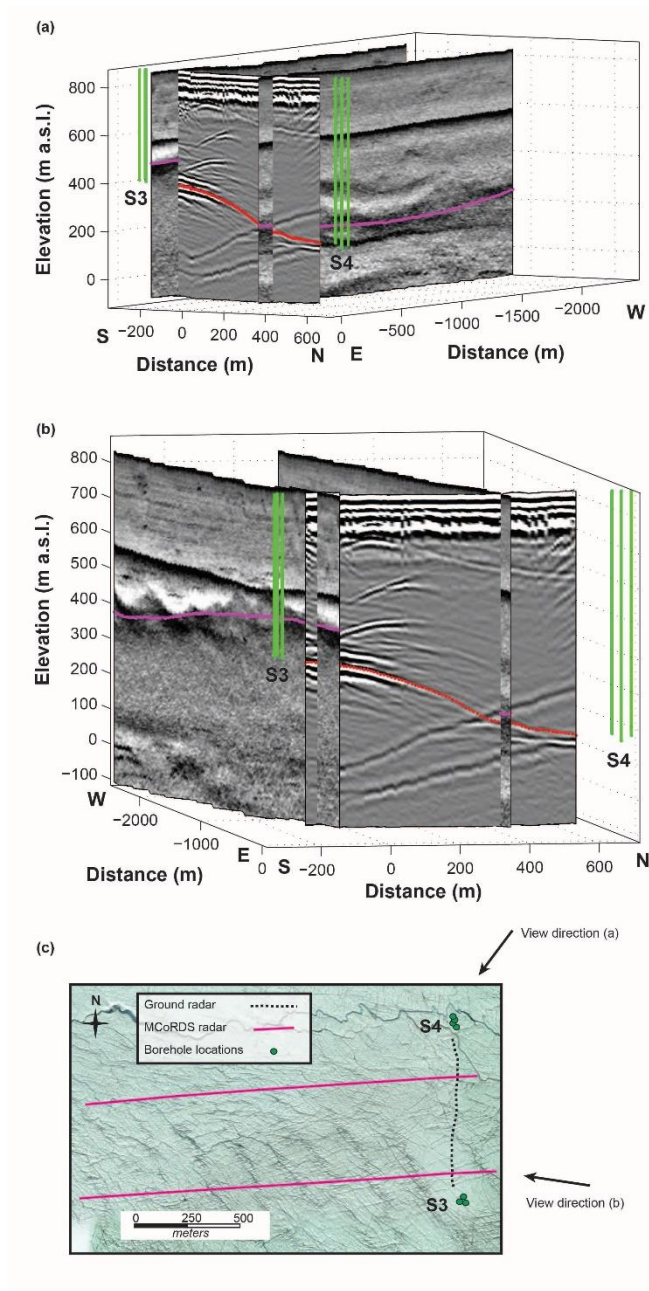 (a)
800
600
400
200
0
Elevation (m a.s.l.)
S3
S4
S −200 0 200 400 600
N E 0 −500 −1000 −1500 −2000 W
Distance (m)
Distance (m)
(b)
800
700
600
500
400
300
200
100
0
−100
Elevation (m a.s.l.)
S3
S4
W
−2000
−1000
E 0 S −200 0 200 400 600 N
Distance (m)
Distance (m)
View direction (a)
(c)
N
Ground radar
MCoRDS radar
Borehole locations
S4
S3
View direction (b)
0 250 500
meters